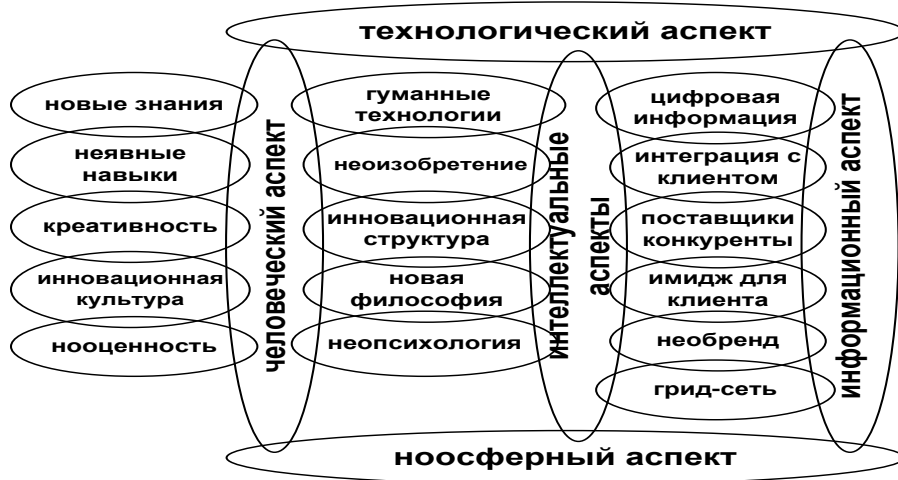 технологический аспект
новые знания
неявные
навыки
креативность
инновационная
культура
нооценность
человеческий аспект
гуманные
технологии
неоизобретение
инновационная
структура
новая
философия
неопсихология
интеллектуальные
аспекты
цифровая
информация
интеграция с
клиентом
поставщики
конкуренты
имидж для
клиента
необренд
грид-сеть
информационный аспект
ноосферный аспект